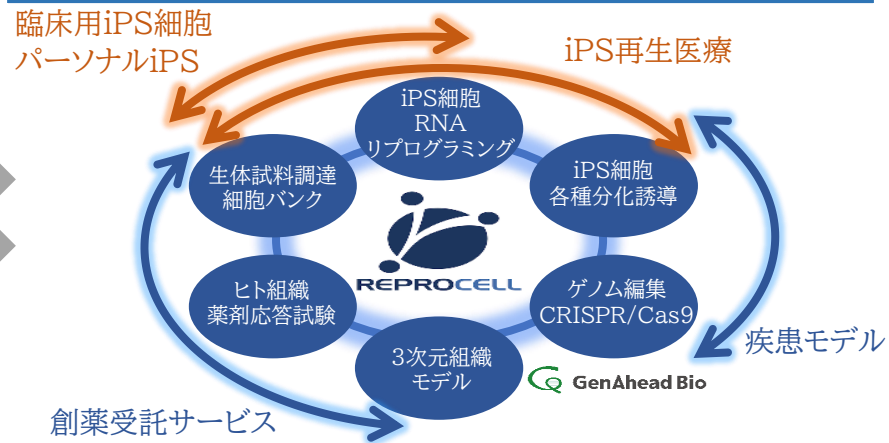 臨床用iPS細胞
パーソナルiPS
iPS再生医療
iPS細胞
RNA
リプログラミング
生体試料調達
細胞バンク
iPS細胞
各種分化誘導
REPROCELL
ヒト組織
薬剤応答試験
ゲノム編集
CRISPR/Cas9
3次元組織
モデル
疾患モデル
GenAhead Bio
創薬受託サービス